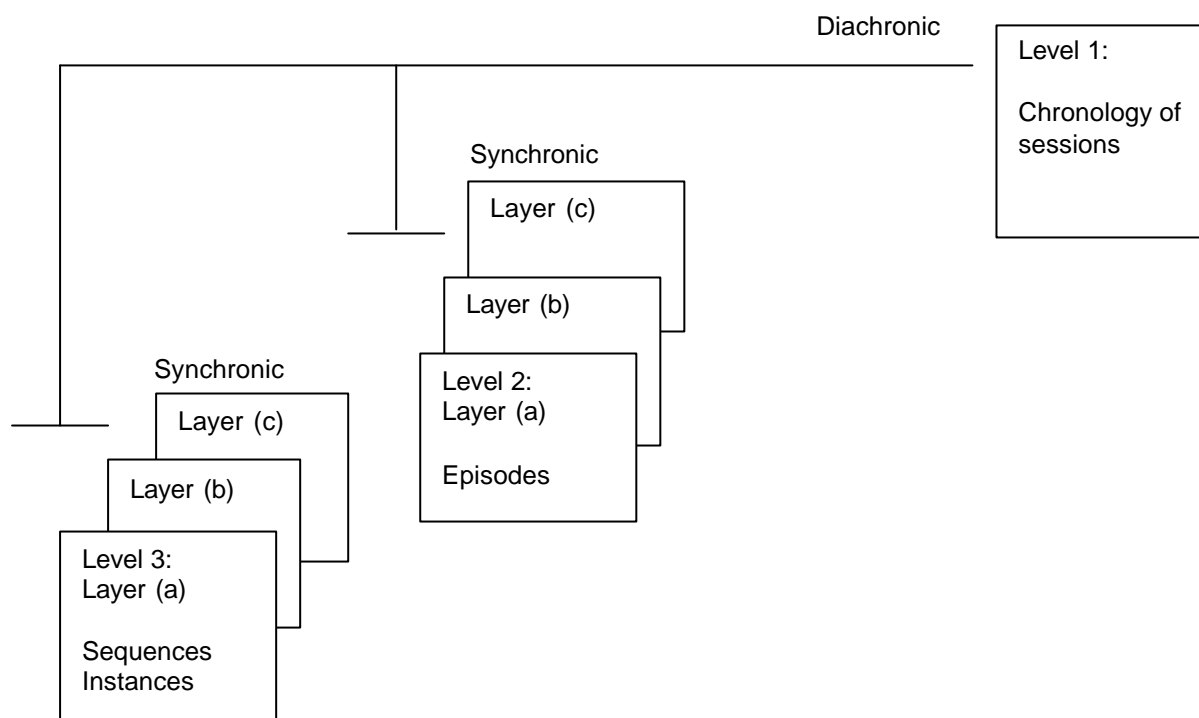 Diachronic
Level 1:
Chronology of
sessions
Synchronic
Layer (c)
Layer (b)
Level 2:
Layer (a)
Episodes
Synchronic
Layer (c)
Layer (b)
Level 3:
Layer (a)
Sequences
Instances